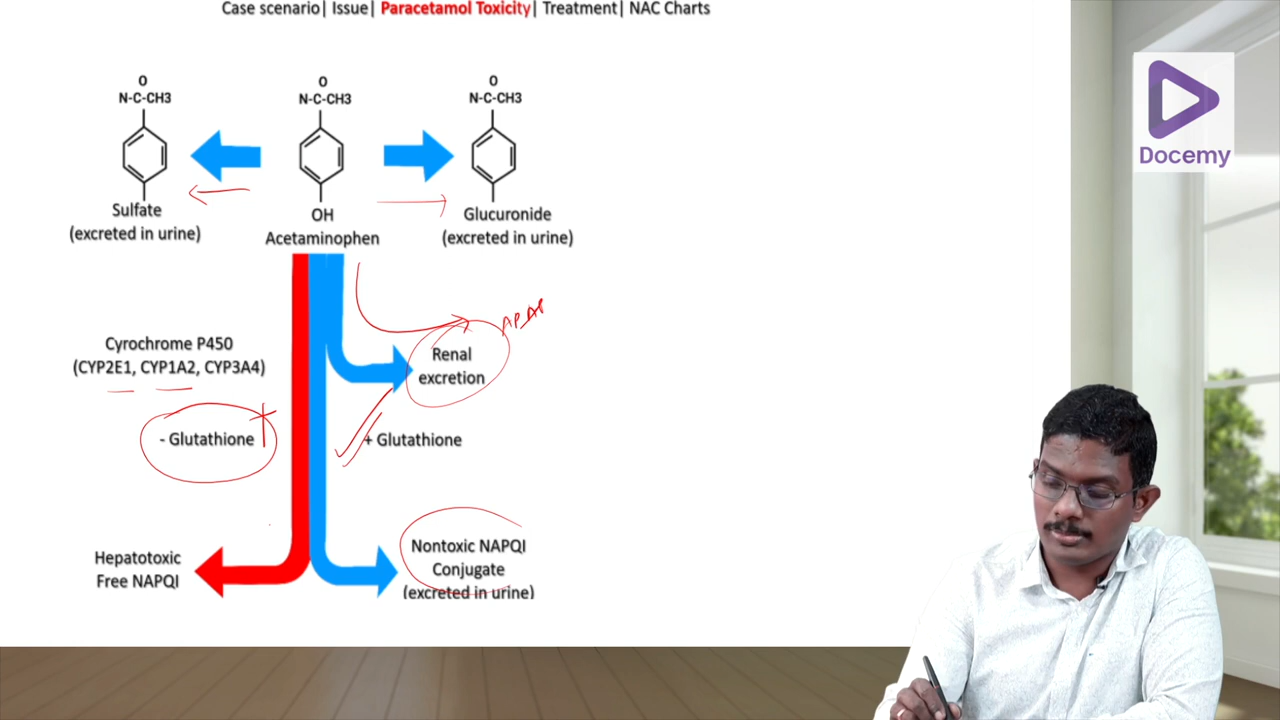 Case scenario| Issue| Paracetamol Toxicity| Treatment| NAC Charts
O
N-C-CH3
O
N-C-CH3
O
N-C-CH3
Docemy
Sulfate
(excreted in urine)
OH
Acetaminophen
Glucuronide
(excreted in urine)
APAP
Cyrochrome P450
(CYP2E1, CYP1A2, CYP3A4)
Renal
excretion
- Glutathione
+ Glutathione
Hepatotoxic
Free NAPQI
Nontoxic NAPQI
Conjugate
(excreted in urine)